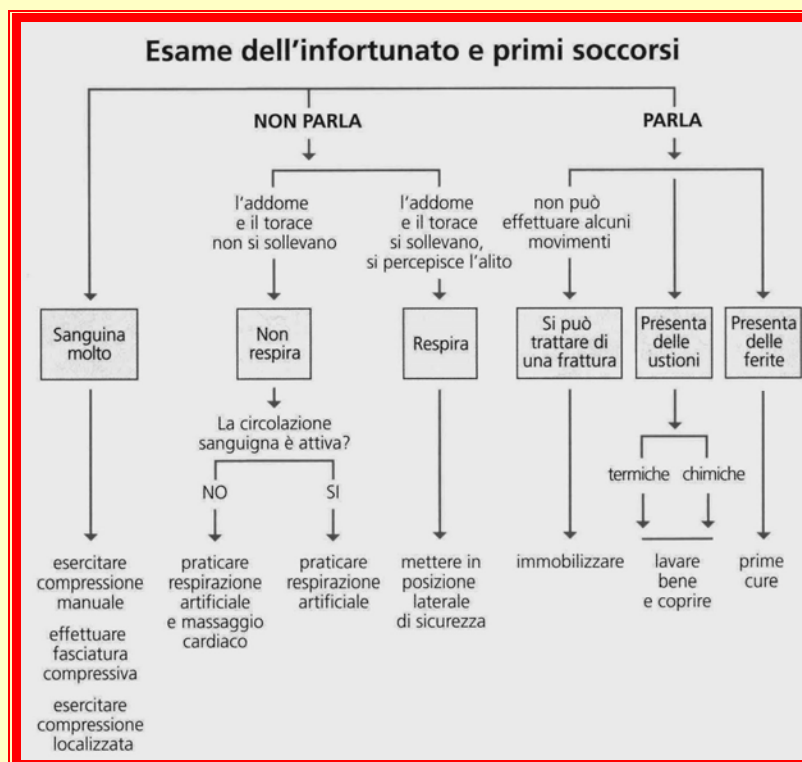 Esame dell'infortunato e primi soccorsi
NON PARLA
PARLA
l'addome
e il torace
non si sollevano
l'addome
e il torace
si sollevano,
si percepisce l'alito
non può
effettuare alcuni
movimenti
Sanguina
molto
Non
respira
Respira
Si può
trattare di
una frattura
Presenta
delle
ustioni
Presenta
delle
ferite
La circolazione
sanguigna è attiva?
NO
SI
termiche
chimiche
esercitare
compressione
manuale
effettuare
fasciatura
compressiva
esercitare
compressione
localizzata
praticare
respirazione
artificiale
e massaggio
cardiaco
praticare
respirazione
artificiale
mettere in
posizione
laterale
di sicurezza
immobilizzare
lavare
bene
e coprire
prime
cure